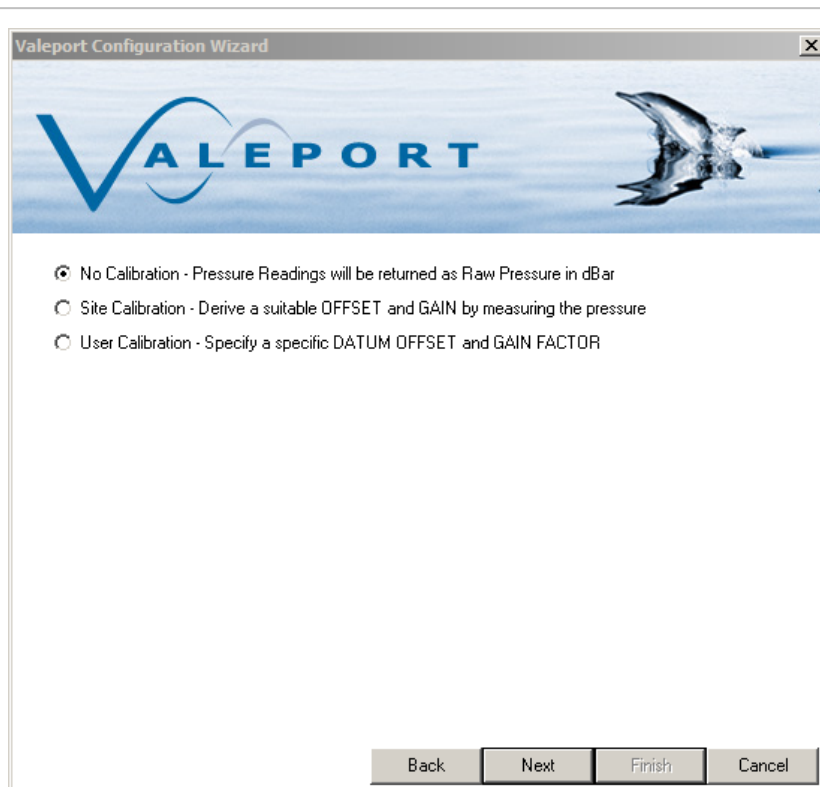 Valeport Configuration Wizard
VALEPORT
No Calibration - Pressure Readings will be returned as Raw Pressure in dBar
Site Calibration - Derive a suitable OFFSET and GAIN by measuring the pressure
User Calibration - Specify a specific DATUM OFFSET and GAIN FACTOR
Back Next Finish Cancel